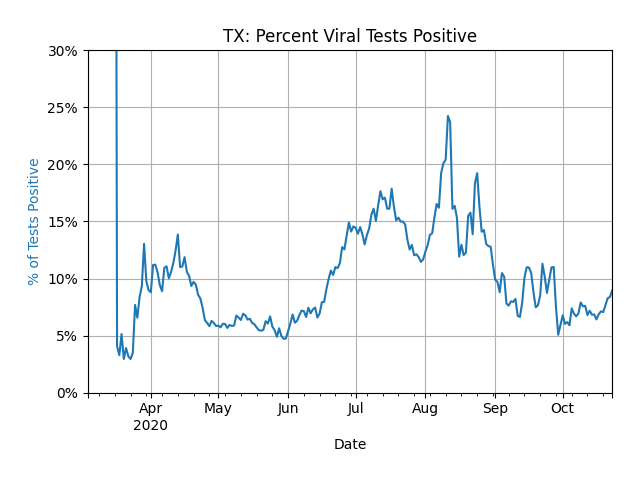 TX: Percent Viral Tests Positive
% of Tests Positive
30%
25%
20%
15%
10%
5%
0%
Apr May Jun Jul Aug Sep Oct
2020
Date